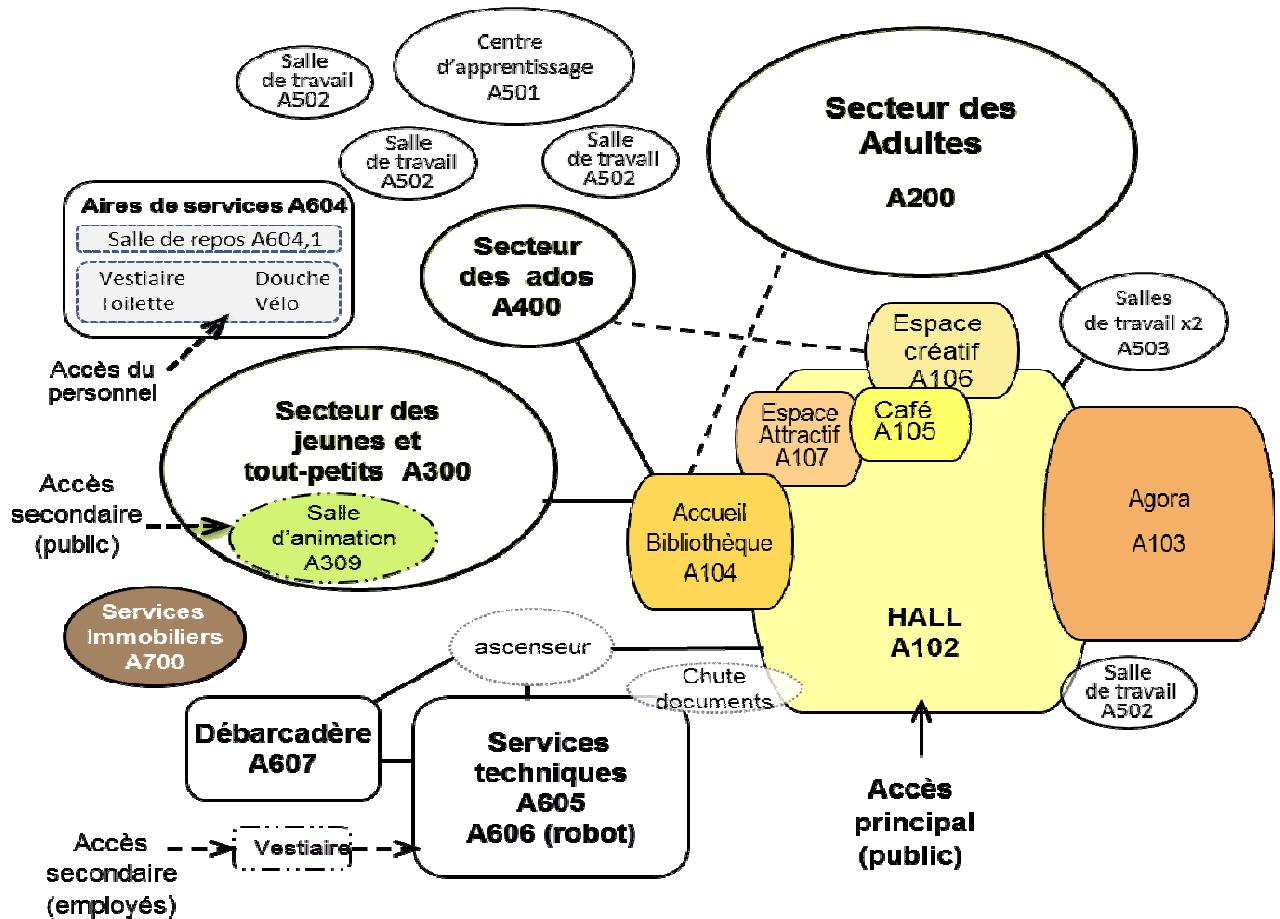 Centre
d'apprentissage
A501
Salle
de travail
A502
Salle
de travail
A502
Salle
de travail
A502
Secteur des
Adultes
A200
Aires de services A604
Salle de repos A604,1
Vestiaire Douche
Toilette Vélo
Accès du
personnel
Secteur
des ados
A400
Salles
de travail x2
A503
Espace
créatif
A106
Café
A105
Espace
Attractif
A107
Secteur des
jeunes et
tout-petits A300
Salle
d'animation
A309
Accès
secondaire
(public)
Accueil
Bibliothèque
A104
Agora
A103
HALL
A102
Services
Immobiliers
A700
ascenseur
Chute
documents
Salle
de travail
A502
Débarcadère
A607
Services
techniques
A605
A606 (robot)
Accès
principal
(public)
Accès
secondaire
(employés)
Vestiaire